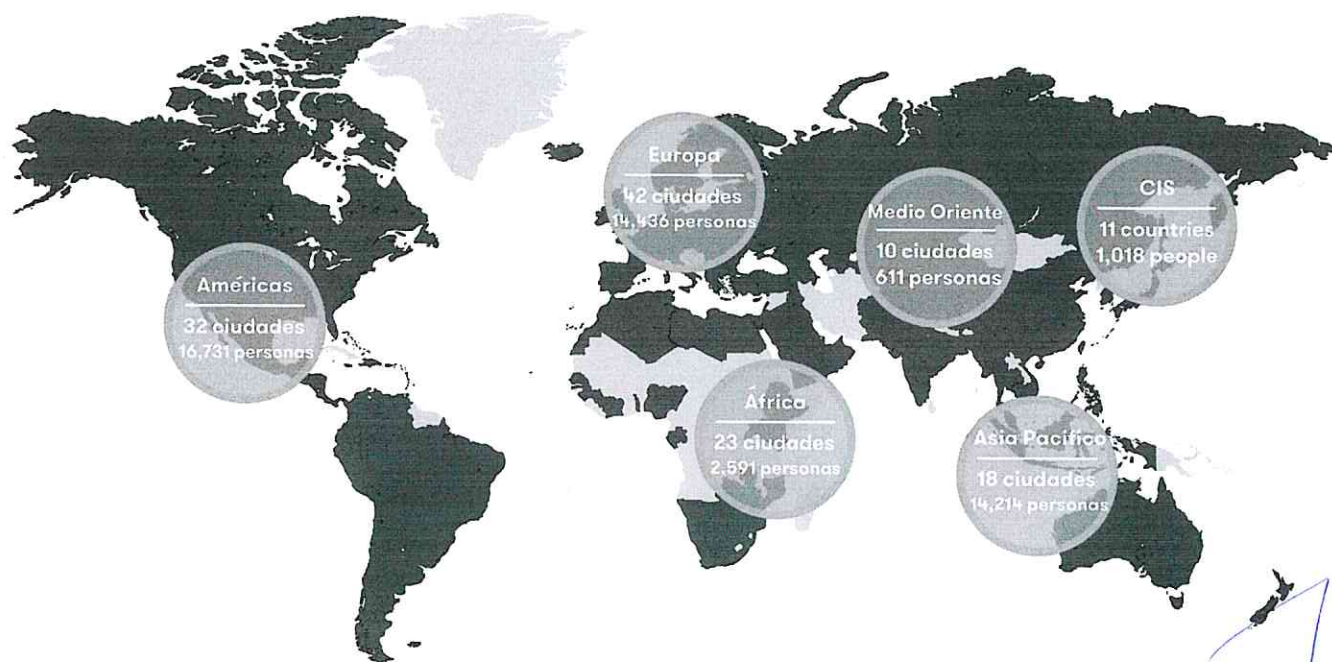 Europa
42 ciudades
14,436 personas
Medio Oriente
10 ciudades
611 personas
CIS
11 countries
1,018 people
Américas
32 ciudades
16,731 personas
África
23 ciudades
2,591 personas
Asia Pacífico
18 ciudades
14,214 personas